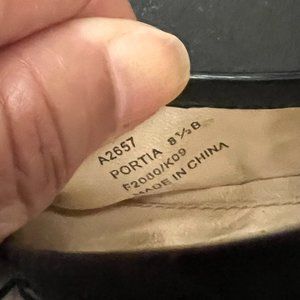 A2657
PORTIA 8½B
F2000/K09
MADE IN CHINA